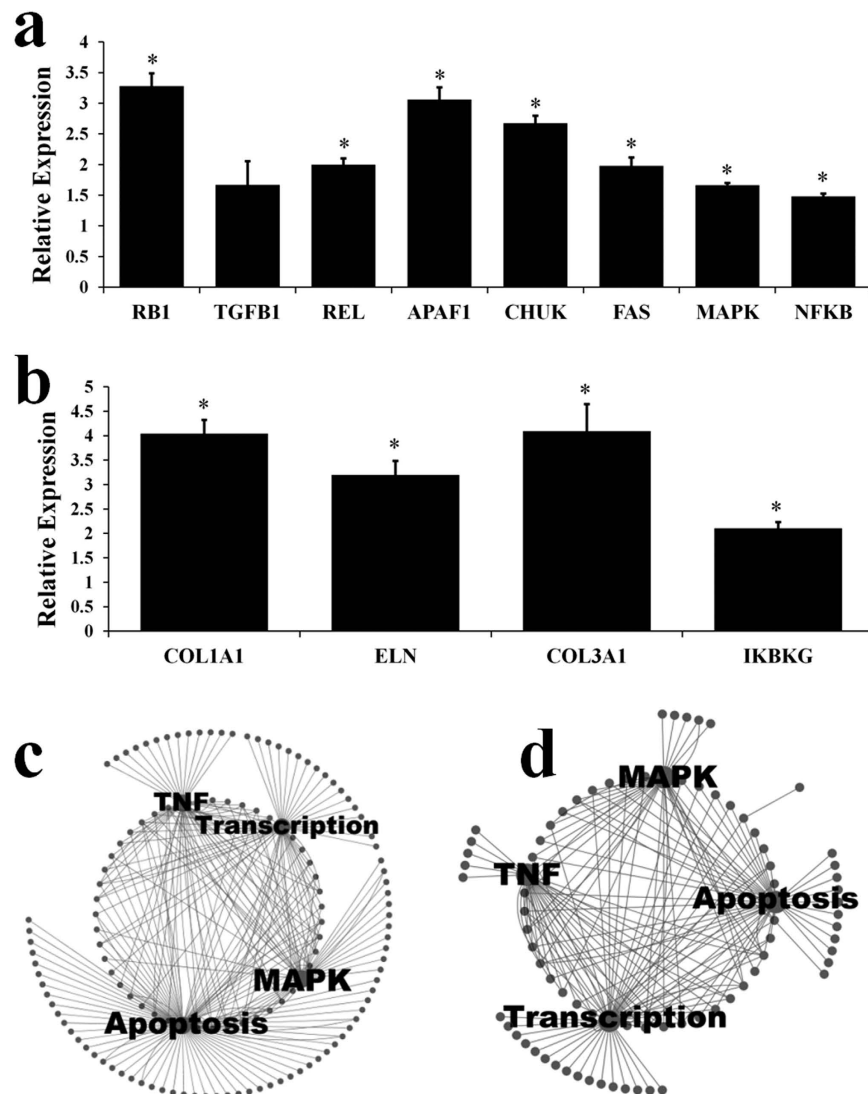 a
Relative Expression
4
3.5
3
2.5
2
1.5
1
0.5
0
* * * * * * *
RB1 TGFB1 REL APAF1 CHUK FAS MAPK NFKB
b
Relative Expression
5
4.5
4
3.5
3
2.5
2
1.5
1
0.5
0
* * * *
COL1A1 ELN COL3A1 IKBKG
c
TNF
Transcription
MAPK
Apoptosis
d
MAPK
TNF
Apoptosis
Transcription